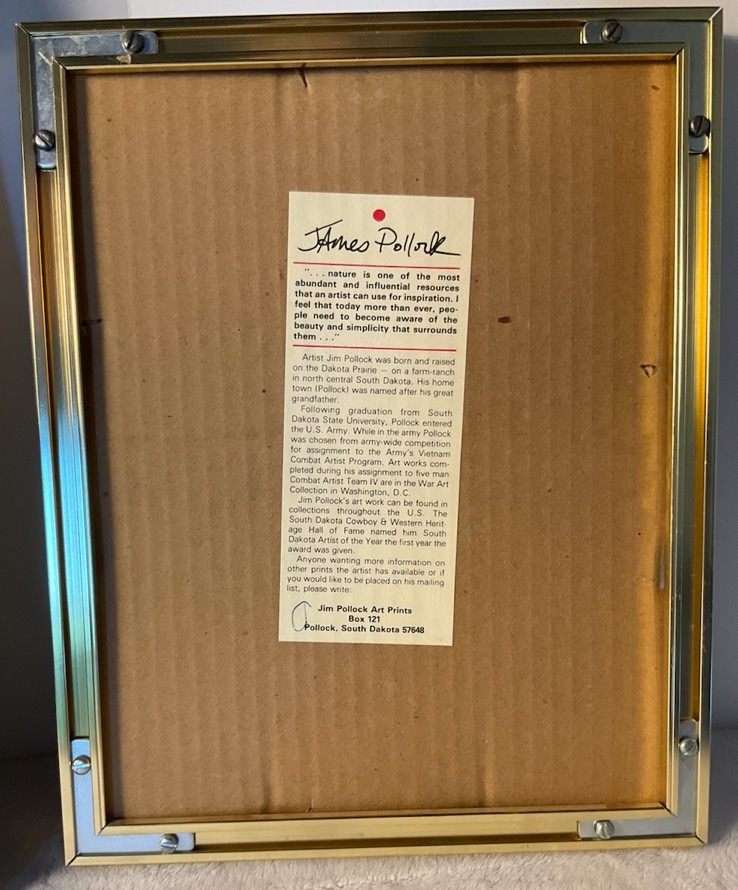 James Pollock
". . . nature is one of the most
abundant and influential resources
that an artist can use for inspiration. I
feel that today more than ever, peo-
ple need to become aware of the
beauty and simplicity that surrounds
them . . ."
Artist Jim Pollock was born and raised
on the Dakota Prairie — on a farm-ranch
in north central South Dakota. His home
town (Pollock) was named after his great
grandfather.
Following graduation from South
Dakota State University, Pollock entered
the U.S. Army. While in the army Pollock
was chosen from army-wide competition
for assignment to the Army's Vietnam
Combat Artist Program. Art works com-
pleted during his assignment to five man
Combat Artist Team IV are in the War Art
Collection in Washington, D.C.
Jim Pollock's art work can be found in
collections throughout the U.S. The
South Dakota Cowboy & Western Herit-
age Hall of Fame named him South
Dakota Artist of the Year the first year the
award was given.
Anyone wanting more information on
other prints the artist has available or if
you would like to be placed on his mailing
list, please write:
Jim Pollock Art Prints
Box 121
Pollock, South Dakota 57648